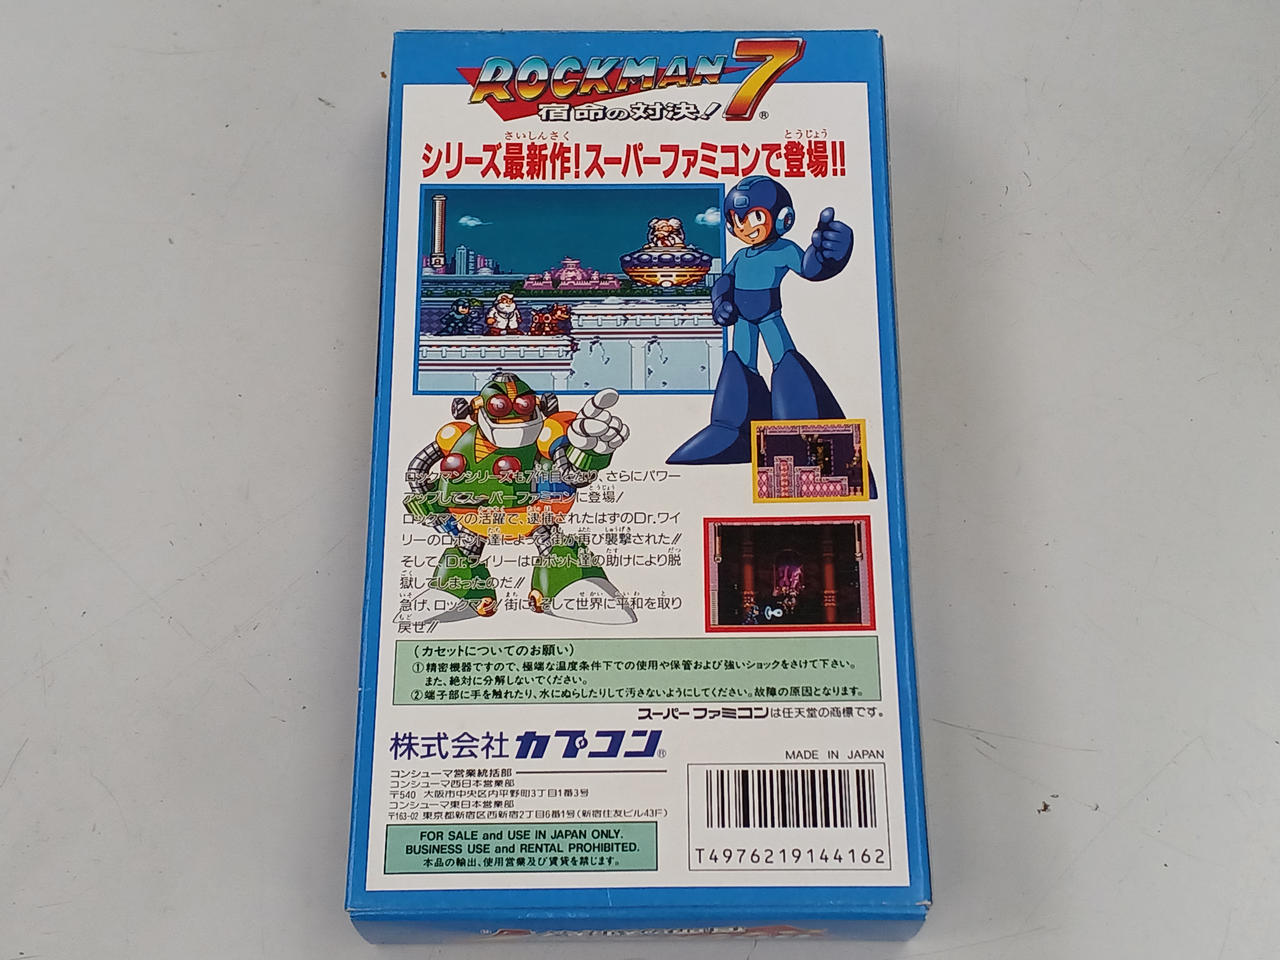 ROCKMAN 7
宿命の対決! ®
さいしんさく とうじょう
シリーズ最新作!スーパーファミコンで登場!!
ロックマンシリーズも7作目となり、さらにパワー
アップしてスーパーファミコンに登場!
ロックマンの活躍で、逮捕されたはずのDr.ワイ
リーのロボット達によって、街が再び襲撃された!!
そして、Dr.ワイリーはロボット達の助けにより脱
獄してしまったのだ!!
急げ、ロックマン!街に、そして世界に平和を取り
戻せ!!
(カセットについてのお願い)
①精密機器ですので、極端な温度条件下での使用や保管および強いショックをさけて下さい。
また、絶対に分解しないでください。
②端子部に手を触れたり、水にぬらしたりして汚さないようにしてください。故障の原因となります。
スーパーファミコンは任天堂の商標です。
株式会社カプコン®
MADE IN JAPAN
コンシューマ営業統括部
コンシューマ西日本営業部
〒540 大阪市中央区内平野町3丁目1番3号
コンシューマ東日本営業部
〒163-02 東京都新宿区西新宿2丁目6番1号(新宿住友ビル43F)
FOR SALE and USE IN JAPAN ONLY.
BUSINESS USE and RENTAL PROHIBITED.
本品の輸出、使用営業及び賃貸を禁じます。
T4976219144162